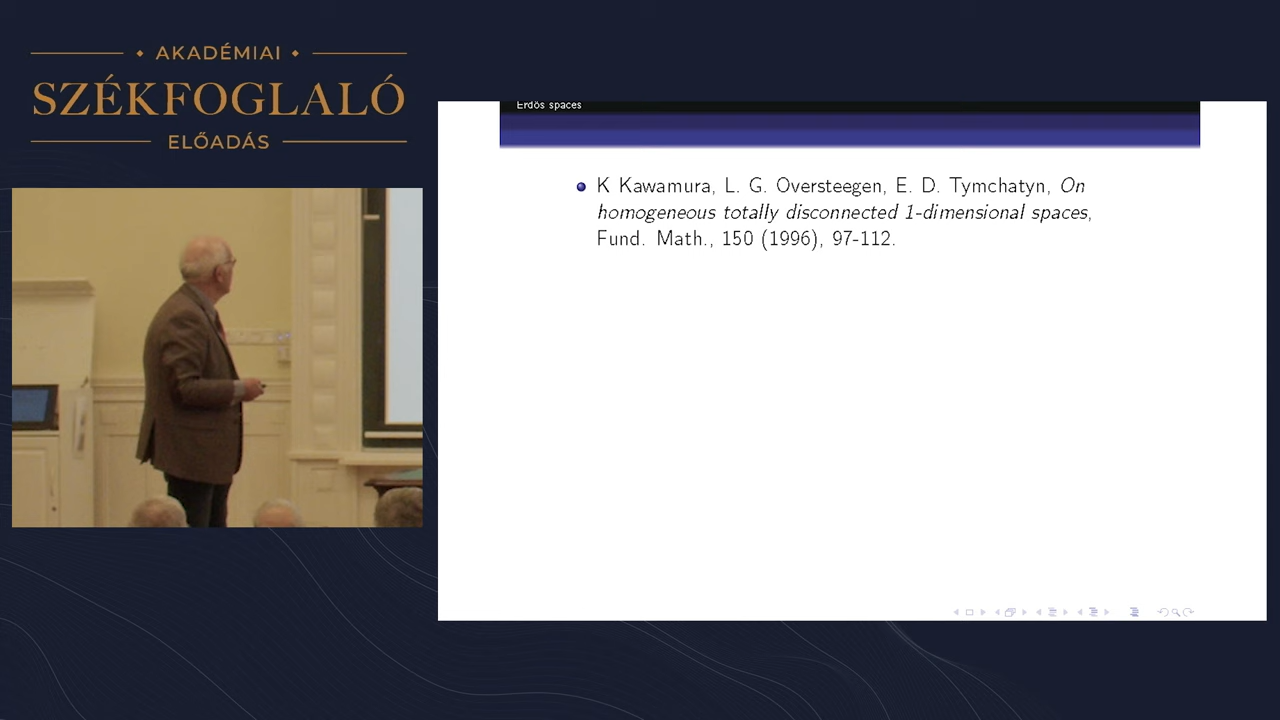 AKADÉMIAI
SZÉKFOGLALÓ
ELŐADÁS
Erdős spaces
K Kawamura, L. G. Oversteegen, E. D. Tymchatyn, On
homogeneous totally disconnected 1-dimensional spaces,
Fund. Math., 150 (1996), 97-112.